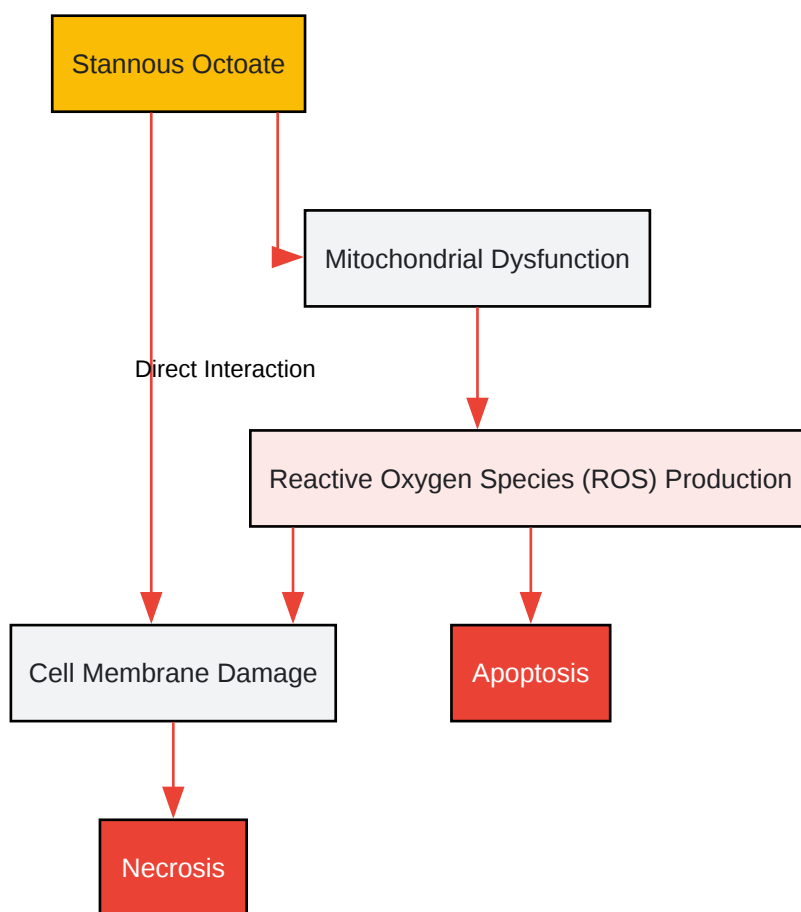 Stannous Octoate
Mitochondrial Dysfunction
Direct Interaction
Reactive Oxygen Species (ROS) Production
Cell Membrane Damage
Apoptosis
Necrosis